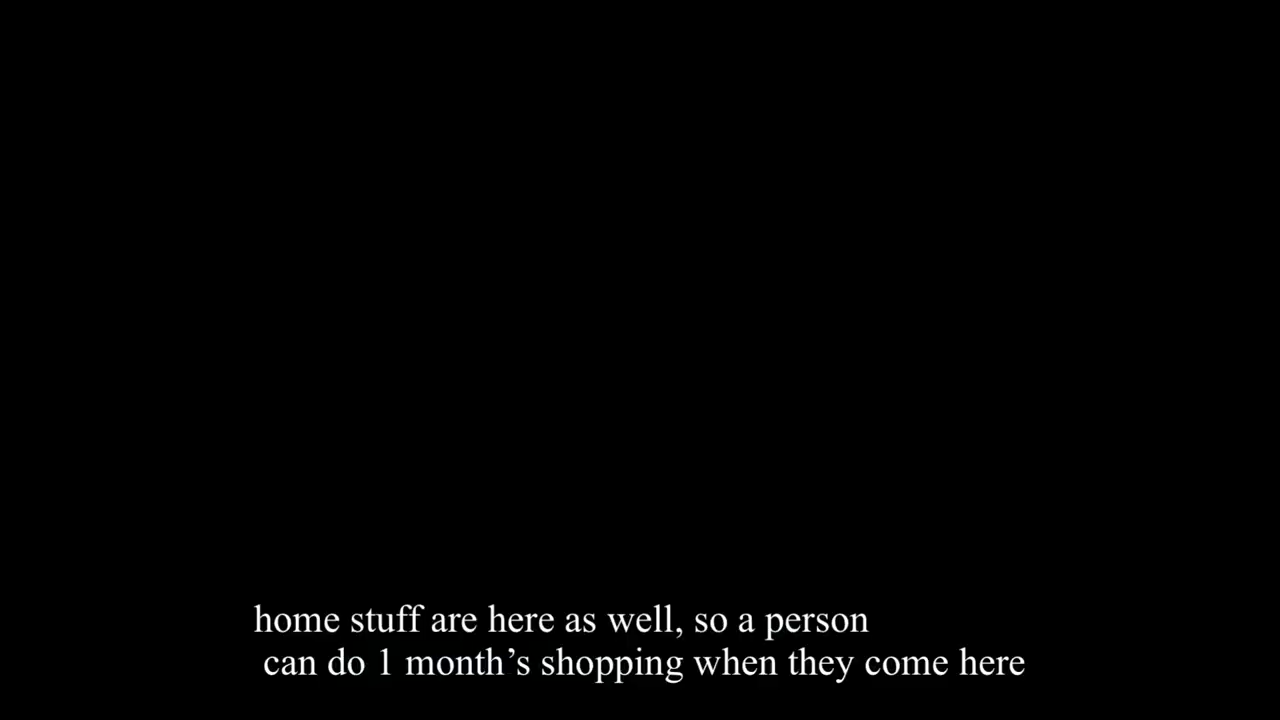 home stuff are here as well, so a person
can do 1 month’s shopping when they come here